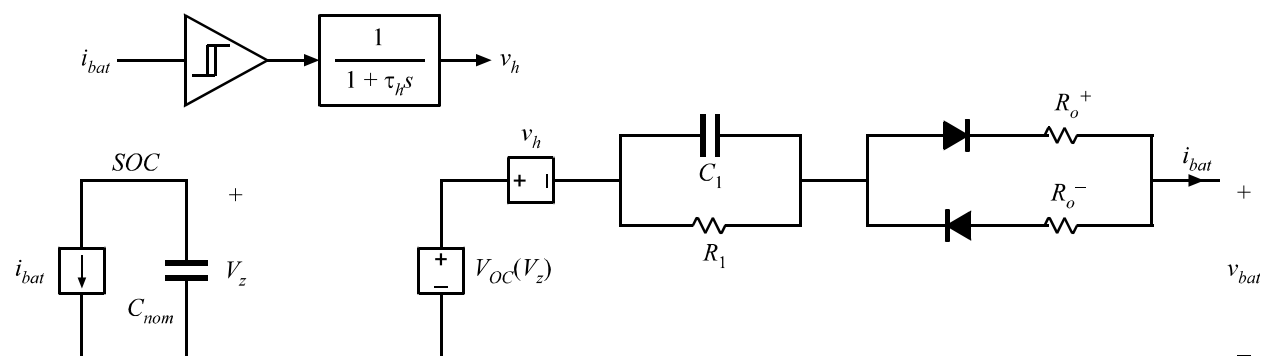 i_bat
1
1 + τ_h s
v_h
SOC
+
i_bat
V_z
C_nom
v_h
+ −
+
−
V_OC(V_z)
C_1
R_1
R_o^+
R_o^−
i_bat
+
v_bat
−